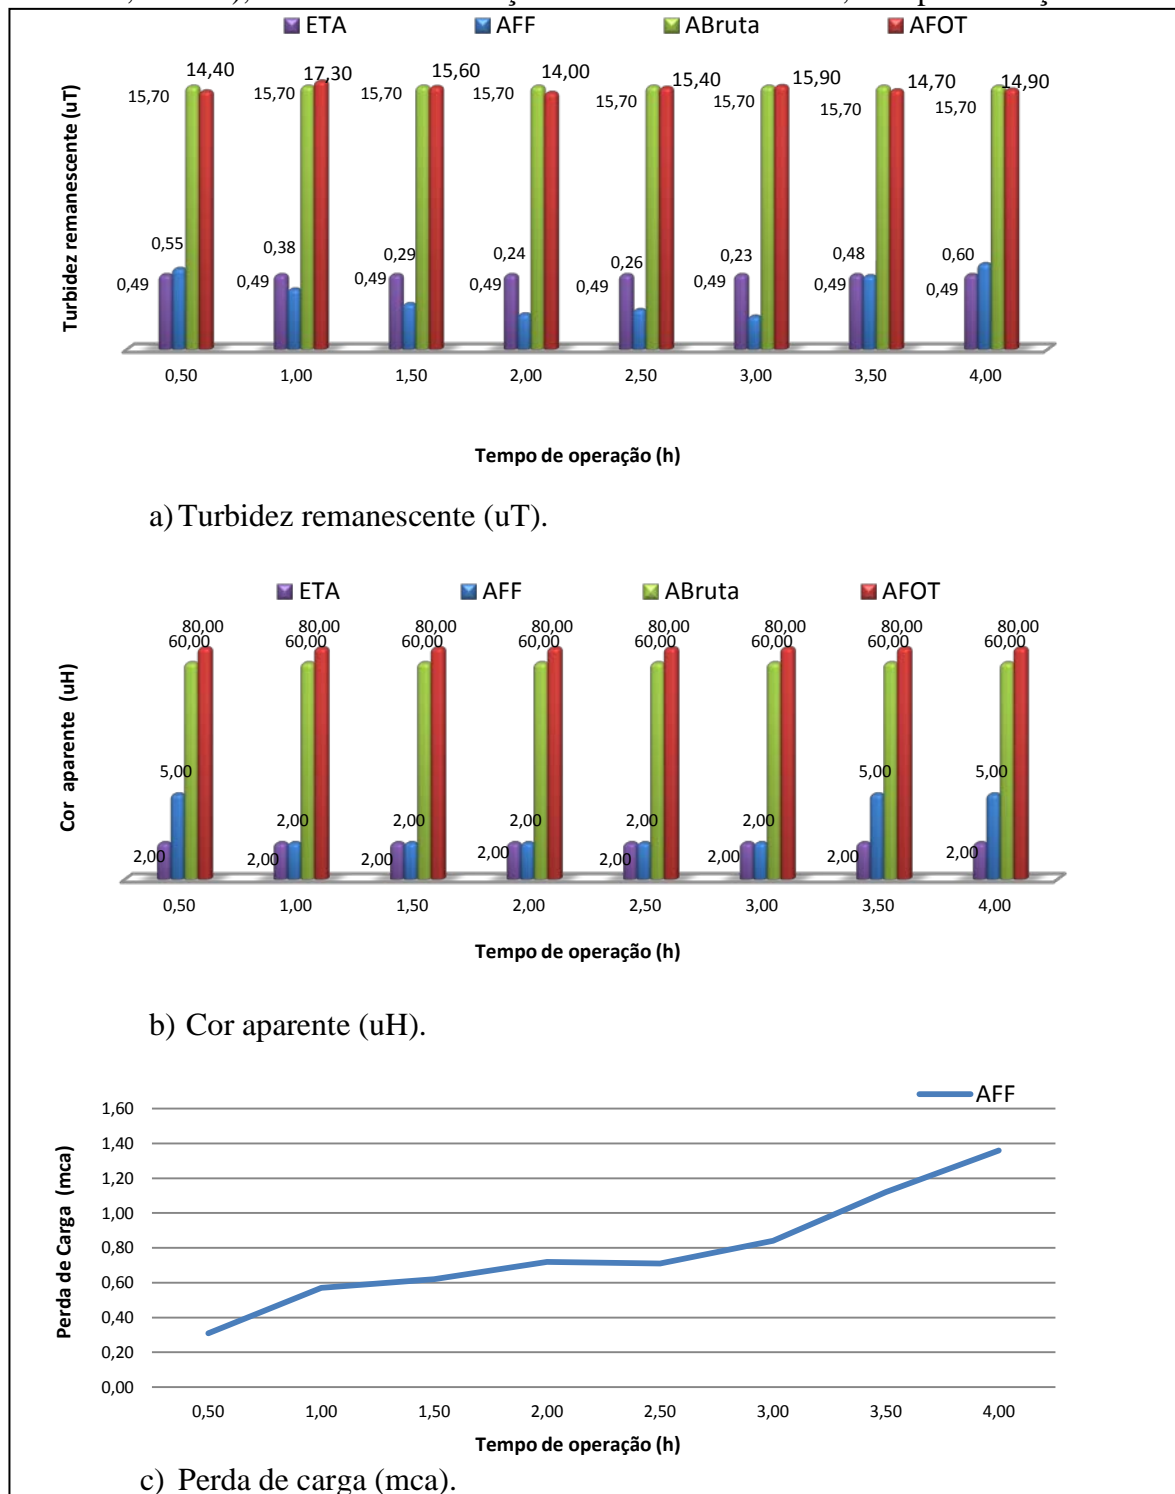 ETA AFF ABruta AFOT
Turbidez remanescente (uT)
15,70 14,40 15,70 17,30 15,70 15,60 15,70 14,00 15,70 15,40 15,70 15,90 15,70 14,70 15,70 14,90
0,49 0,55 0,49 0,38 0,49 0,29 0,49 0,24 0,49 0,26 0,49 0,23 0,49 0,48 0,49 0,60
0,50 1,00 1,50 2,00 2,50 3,00 3,50 4,00
Tempo de operação (h)
a) Turbidez remanescente (uT).
ETA AFF ABruta AFOT
Cor aparente (uH)
80,00 80,00 80,00 80,00 80,00 80,00 80,00 80,00
60,00 60,00 60,00 60,00 60,00 60,00 60,00 60,00
5,00 2,00 2,00 2,00 2,00 2,00 5,00 5,00
2,00 2,00 2,00 2,00 2,00 2,00 2,00 2,00
0,50 1,00 1,50 2,00 2,50 3,00 3,50 4,00
Tempo de operação (h)
b) Cor aparente (uH).
AFF
Perda de Carga (mca)
1,60
1,40
1,20
1,00
0,80
0,60
0,40
0,20
0,00
0,50 1,00 1,50 2,00 2,50 3,00 3,50 4,00
Tempo de operação (h)
c) Perda de carga (mca).